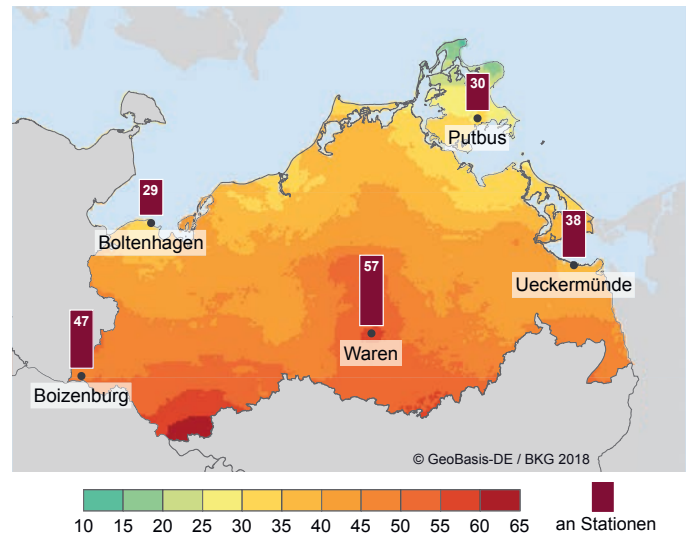 30
Putbus
29
Boltenhagen
38
Ueckermünde
57
Waren
47
Boizenburg
© GeoBasis-DE / BKG 2018
10 15 20 25 30 35 40 45 50 55 60 65
an Stationen